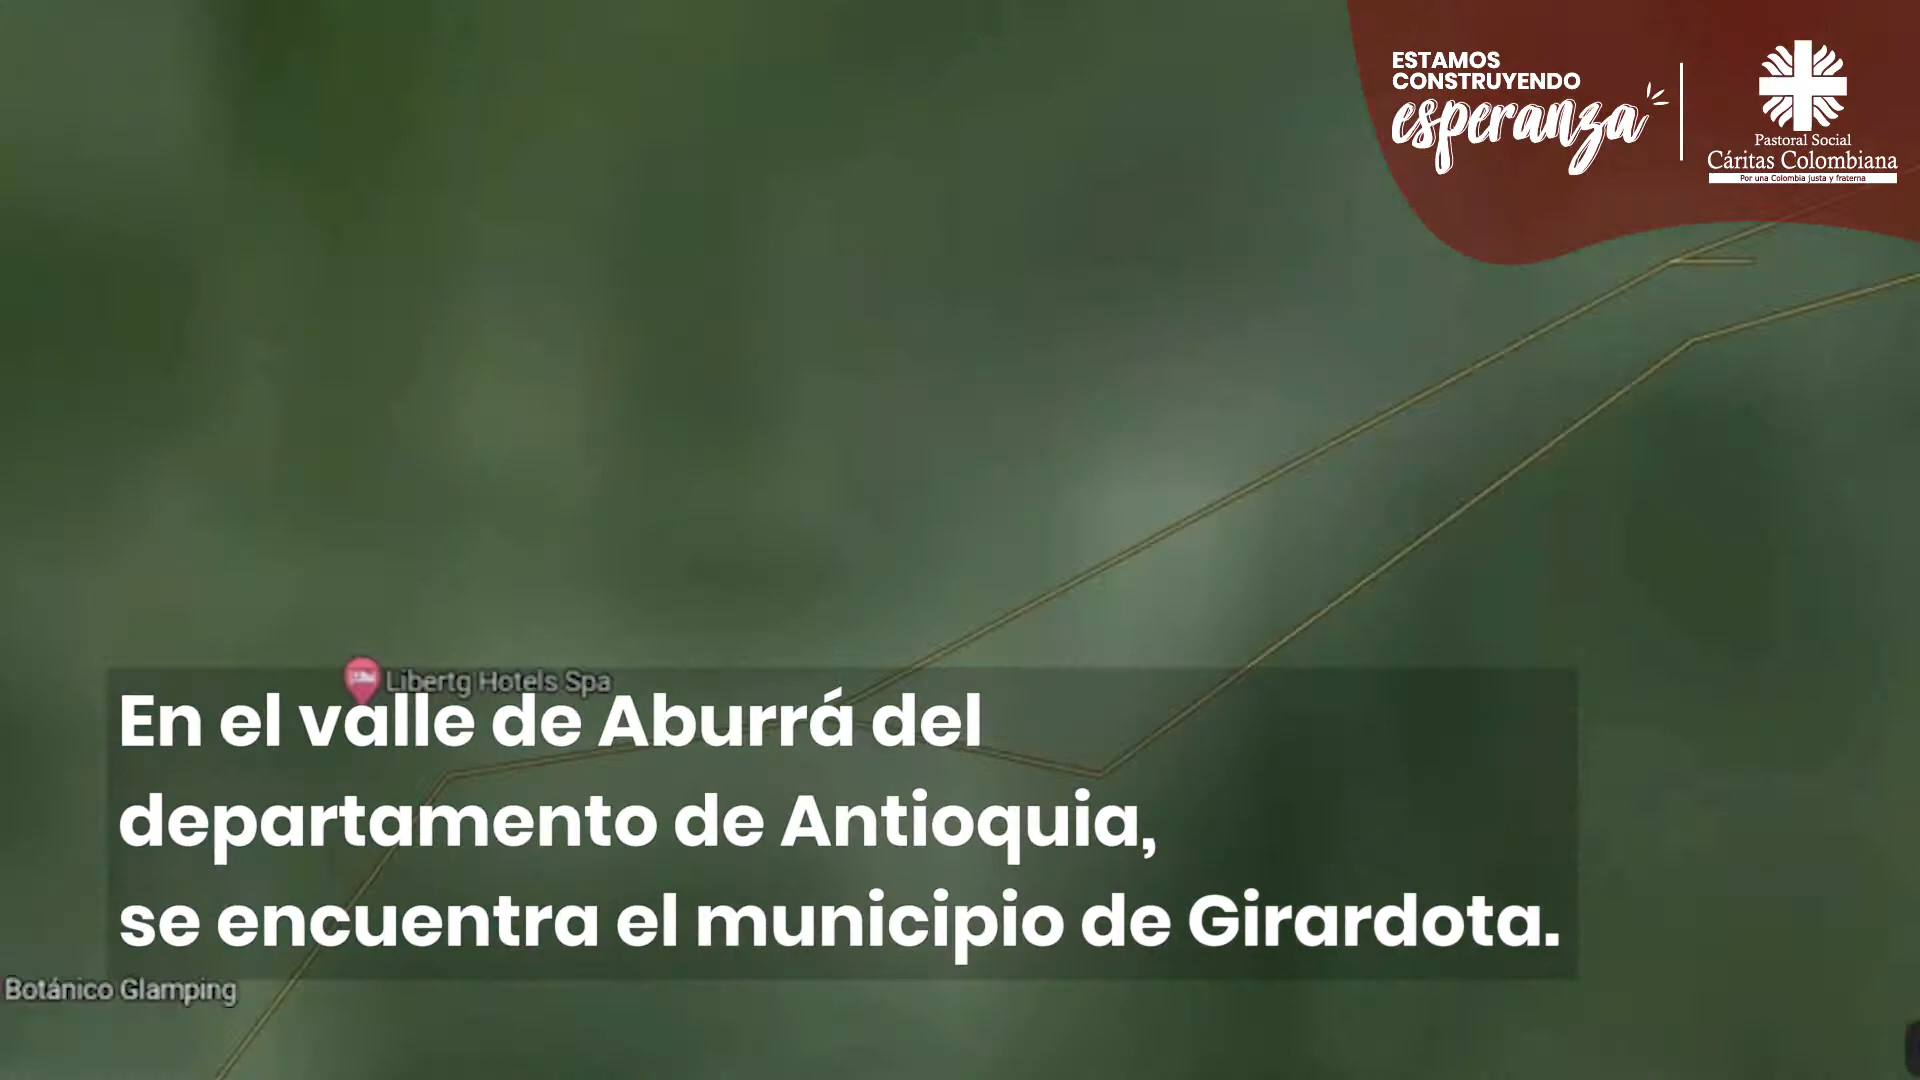 ESTAMOS
CONSTRUYENDO
esperanza
Pastoral Social
Cáritas Colombiana
Por una Colombia justa y fraterna
Libertg Hotels Spa
En el valle de Aburrá del
departamento de Antioquia,
se encuentra el municipio de Girardota.
Botánico Glamping